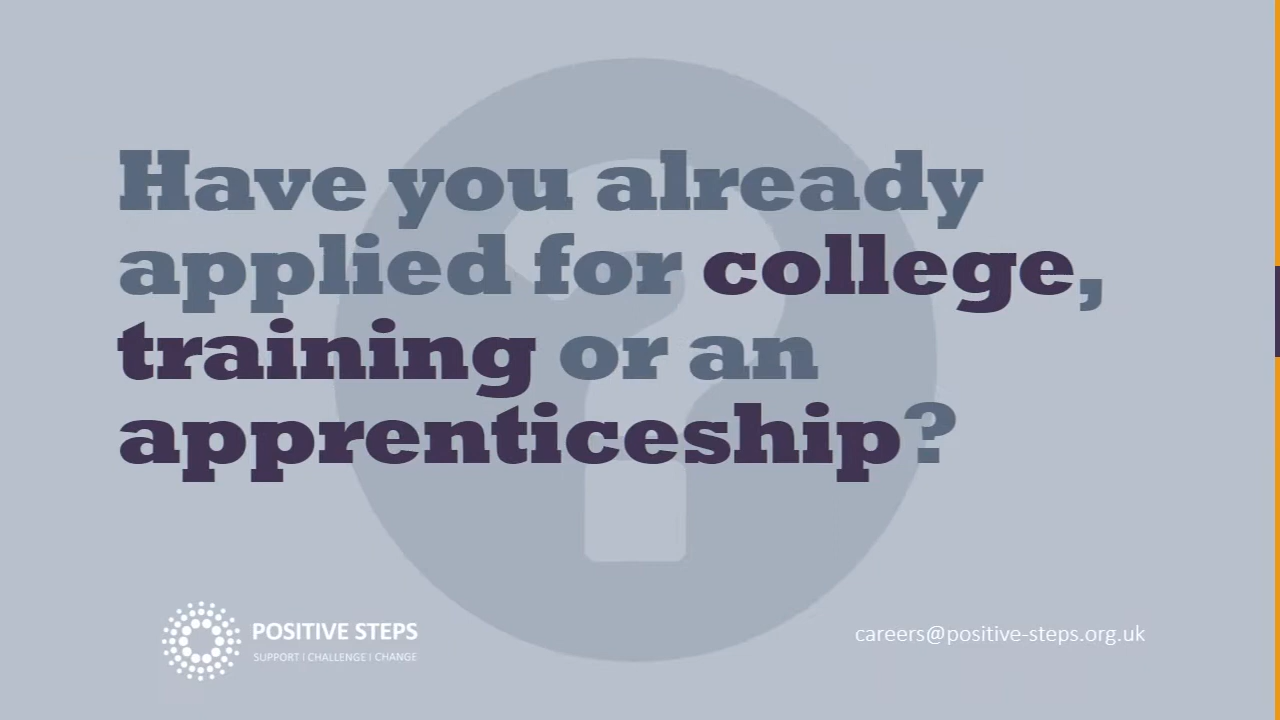 Have you already
applied for college,
training or an
apprenticeship?
POSITIVE STEPS
SUPPORT | CHALLENGE | CHANGE
careers@positive-steps.org.uk